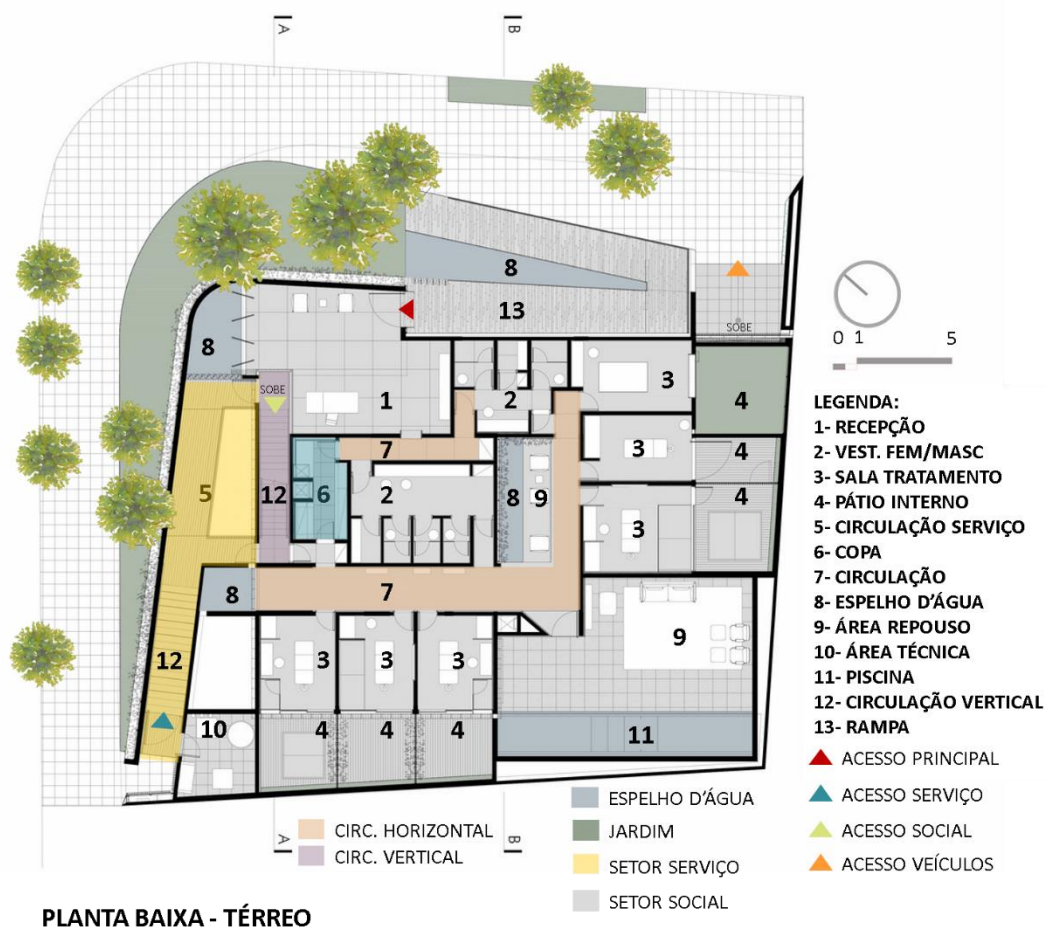 A
B
8
13
SOBE
8
SOBE
1
2
3
4
0 1 5
7
3
4
5
12
6
2
8
9
3
4
8
7
9
12
3
3
3
10
4
4
4
11
A
B
LEGENDA:
1- RECEPÇÃO
2- VEST. FEM/MASC
3- SALA TRATAMENTO
4- PÁTIO INTERNO
5- CIRCULAÇÃO SERVIÇO
6- COPA
7- CIRCULAÇÃO
8- ESPELHO D'ÁGUA
9- ÁREA REPOUSO
10- ÁREA TÉCNICA
11- PISCINA
12- CIRCULAÇÃO VERTICAL
13- RAMPA
ACESSO PRINCIPAL
ACESSO SERVIÇO
ACESSO SOCIAL
ACESSO VEÍCULOS
CIRC. HORIZONTAL
CIRC. VERTICAL
ESPELHO D'ÁGUA
JARDIM
SETOR SERVIÇO
SETOR SOCIAL
PLANTA BAIXA - TÉRREO